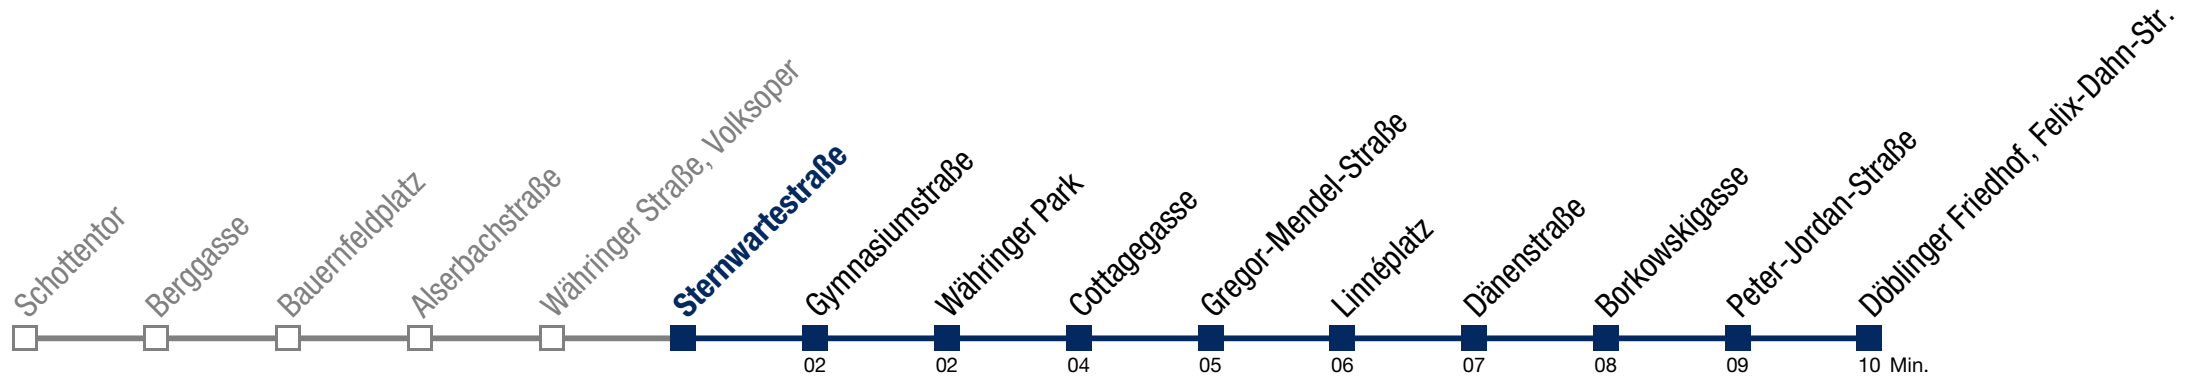 Schottentor
Berggasse
Bauernfeldplatz
Alserbachstraße
Währinger Straße, Volksoper
Sternwartestraße
Gymnasiumstraße
Währinger Park
Cottagegasse
Gregor-Mendel-Straße
Linnéplatz
Dänenstraße
Borkowskigasse
Peter-Jordan-Straße
Döblinger Friedhof, Felix-Dahn-Str.
02 02 04 05 06 07 08 09 10 Min.